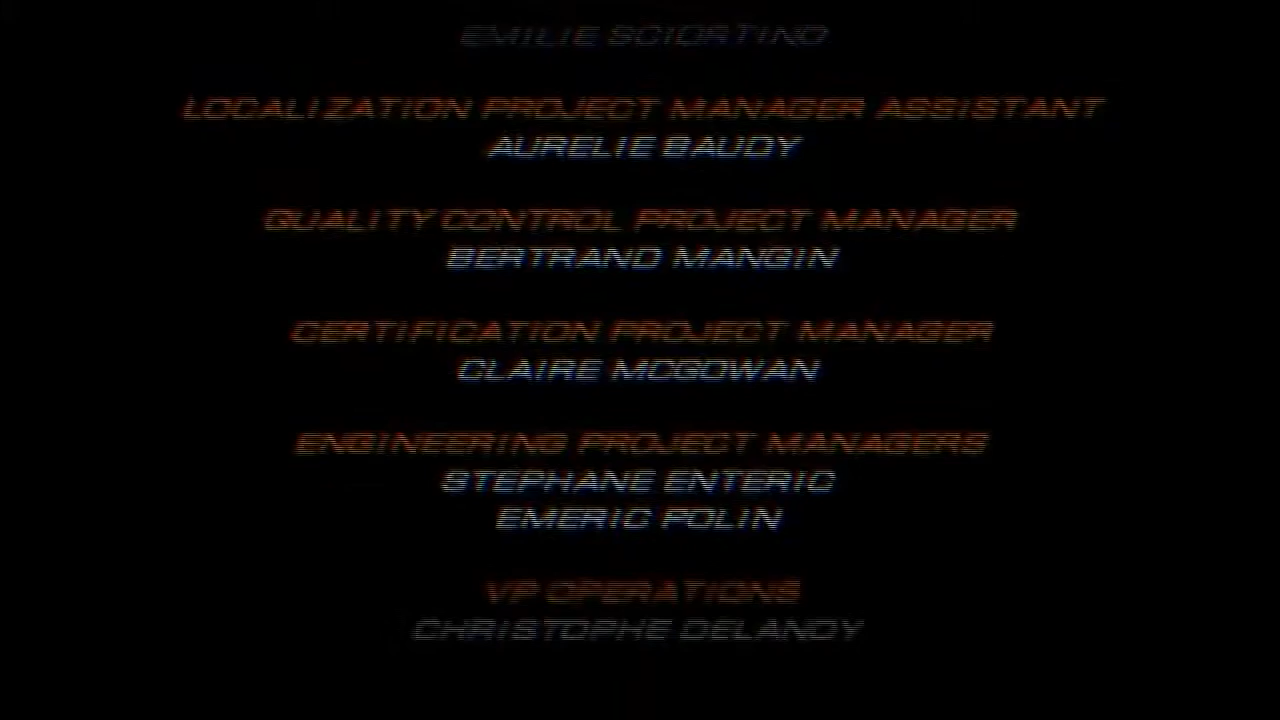 EMILIE SCIORTINO
LOCALIZATION PROJECT MANAGER ASSISTANT
AURELIE BAUDY
QUALITY CONTROL PROJECT MANAGER
BERTRAND MANGIN
CERTIFICATION PROJECT MANAGER
CLAIRE MCGOWAN
ENGINEERING PROJECT MANAGERS
STEPHANE ENTERIC
EMERIC POLIN
VP OPERATIONS
CHRISTOPHE DELANOY